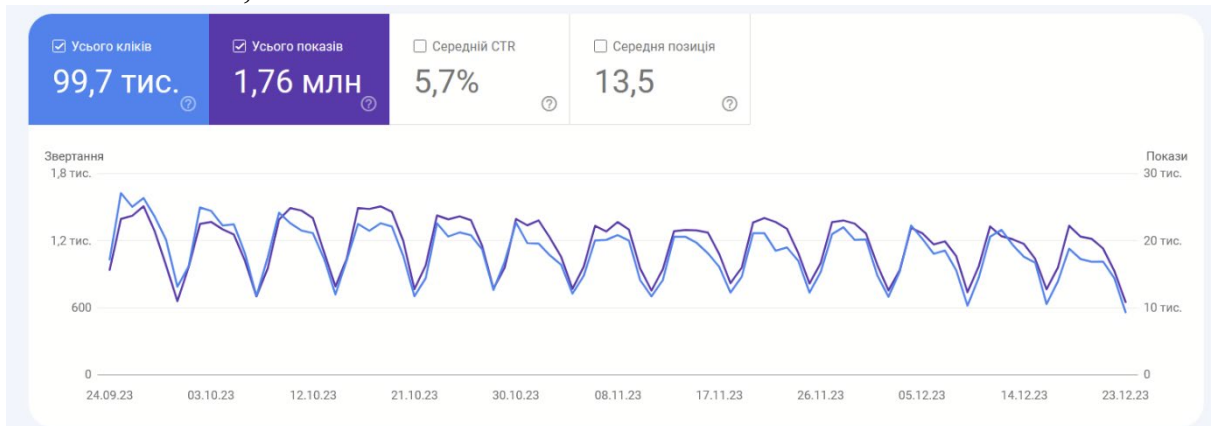 Усього кліків
99,7 тис.
Усього показів
1,76 млн
Середній CTR
5,7%
Середня позиція
13,5
Звертання
Покази
1,8 тис.
30 тис.
1,2 тис.
20 тис.
600
10 тис.
0
0
24.09.23 03.10.23 12.10.23 21.10.23 30.10.23 08.11.23 17.11.23 26.11.23 05.12.23 14.12.23 23.12.23